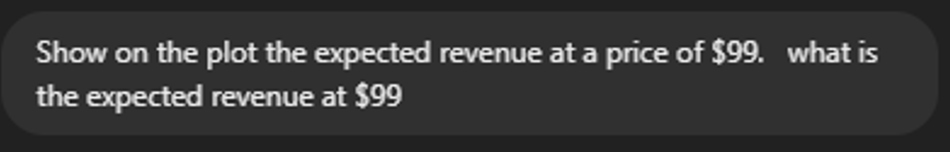 Show on the plot the expected revenue at a price of $99.   what is
the expected revenue at $99